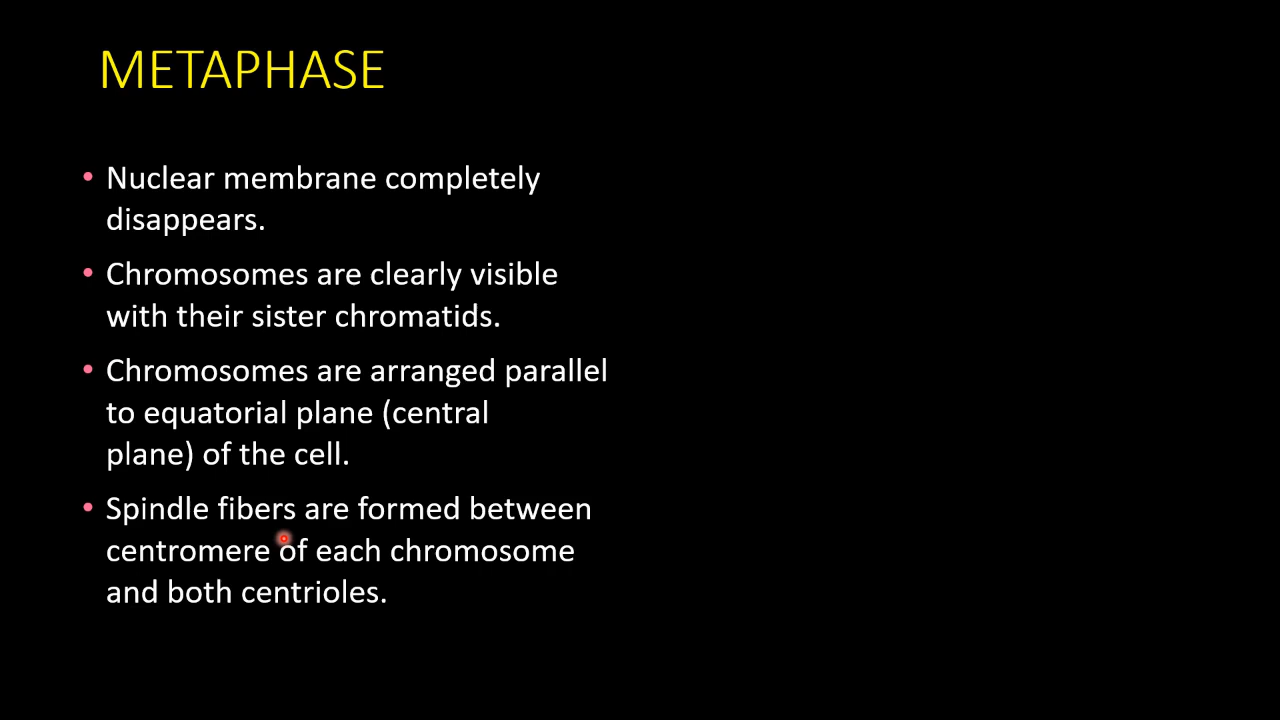 METAPHASE
• Nuclear membrane completely
disappears.
• Chromosomes are clearly visible
with their sister chromatids.
• Chromosomes are arranged parallel
to equatorial plane (central
plane) of the cell.
• Spindle fibers are formed between
centromere of each chromosome
and both centrioles.